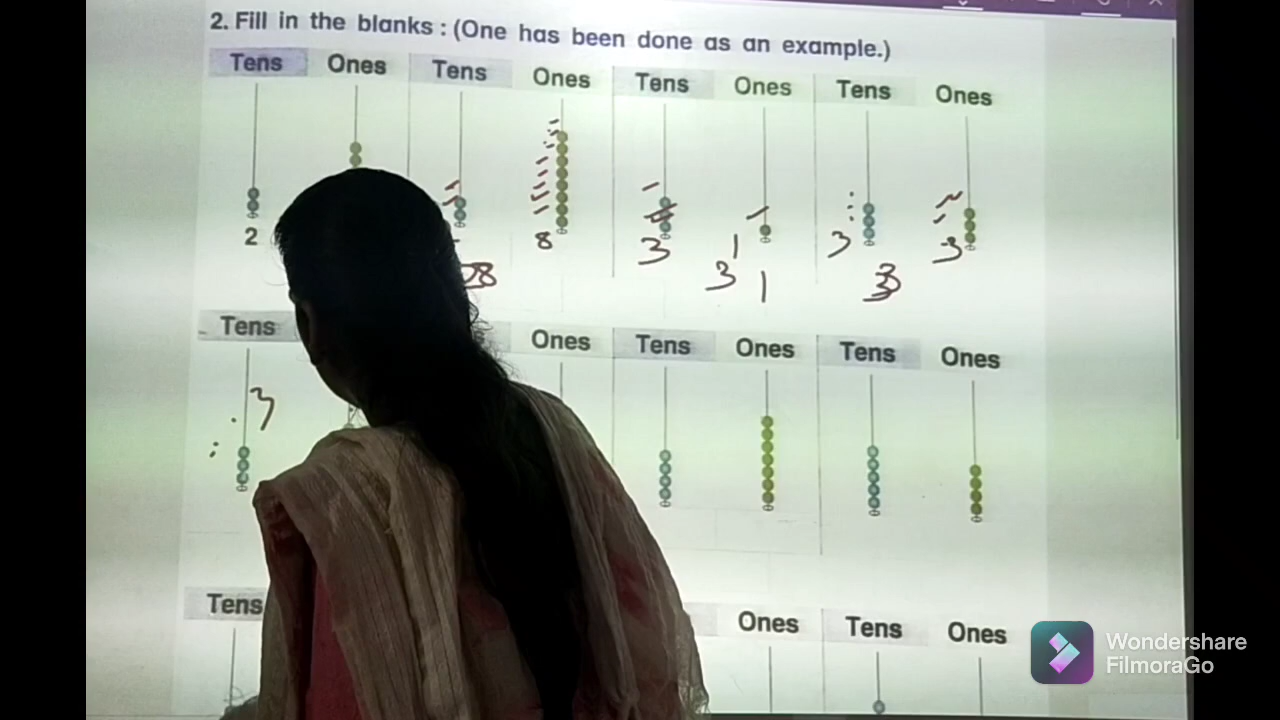 2. Fill in the blanks : (One has been done as an example.)
Tens Ones Tens Ones Tens Ones Tens Ones
2 8 3 1 3 3
28 3 1 33
Tens Ones Tens Ones Tens Ones
3
Tens Ones Tens Ones
Wondershare
FilmoraGo